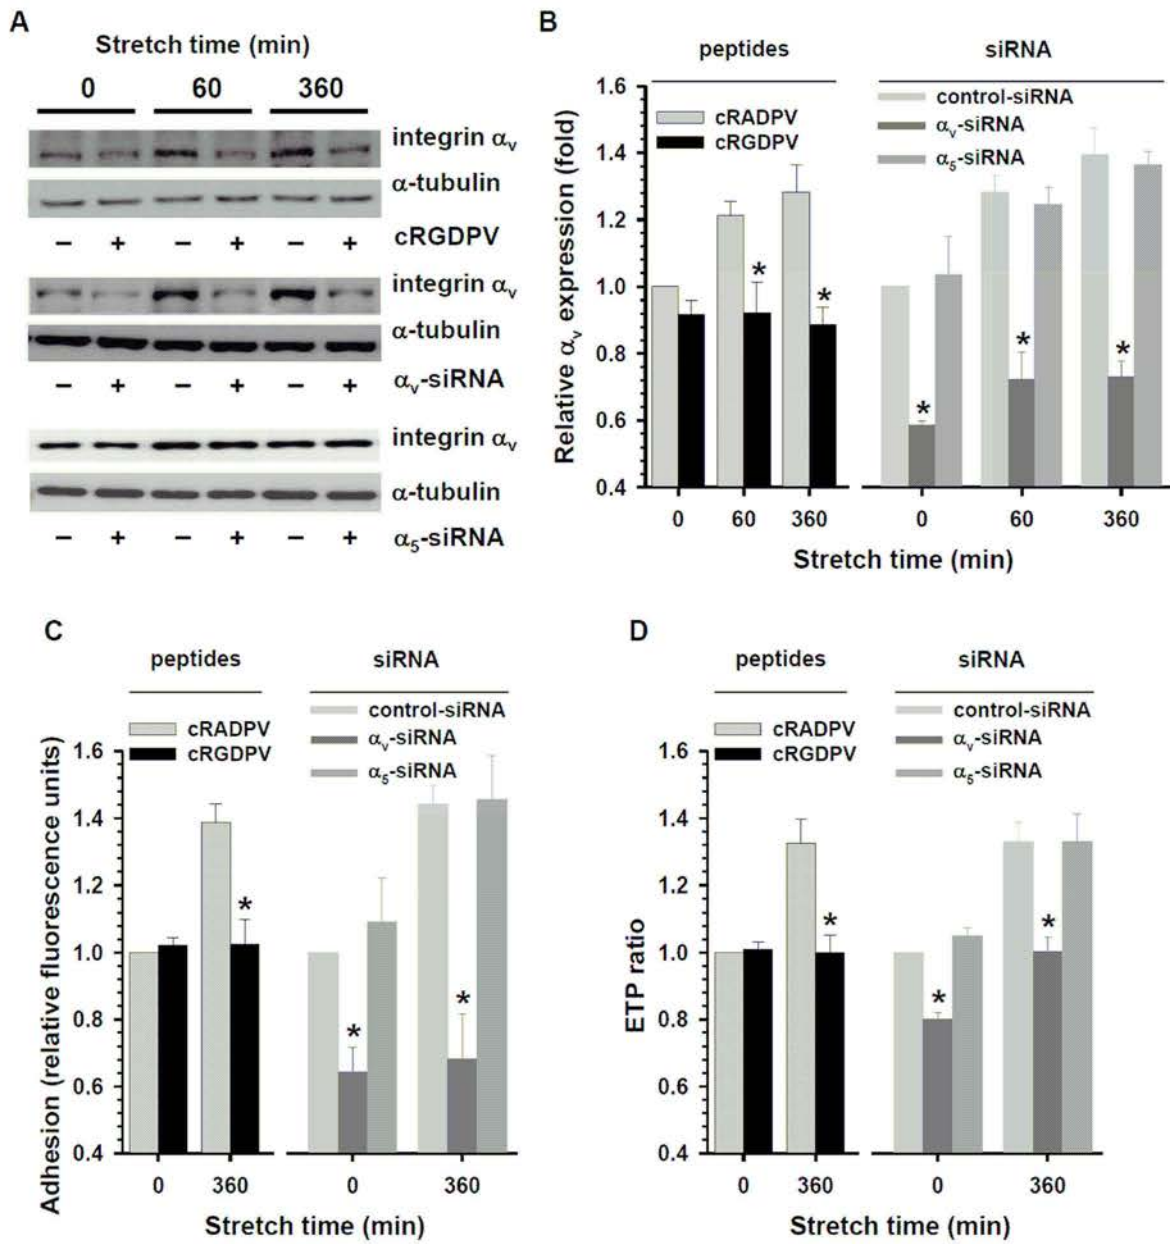 A
Stretch time (min)
0 60 360
integrin αv
α-tubulin
– + – + – + cRGDPV
integrin αv
α-tubulin
– + – + – + αv-siRNA
integrin αv
α-tubulin
– + – + – + α5-siRNA
B
peptides siRNA
cRADPV
cRGDPV
control-siRNA
αv-siRNA
α5-siRNA
Relative αv expression (fold)
1.6
1.4
1.2
1.0
0.8
0.6
0.4
* * * * *
0 60 360 0 60 360
Stretch time (min)
C
peptides siRNA
cRADPV
cRGDPV
control-siRNA
αv-siRNA
α5-siRNA
Adhesion (relative fluorescence units)
1.6
1.4
1.2
1.0
0.8
0.6
0.4
* * *
0 360 0 360
Stretch time (min)
D
peptides siRNA
cRADPV
cRGDPV
control-siRNA
αv-siRNA
α5-siRNA
ETP ratio
1.6
1.4
1.2
1.0
0.8
0.6
0.4
* * *
0 360 0 360
Stretch time (min)